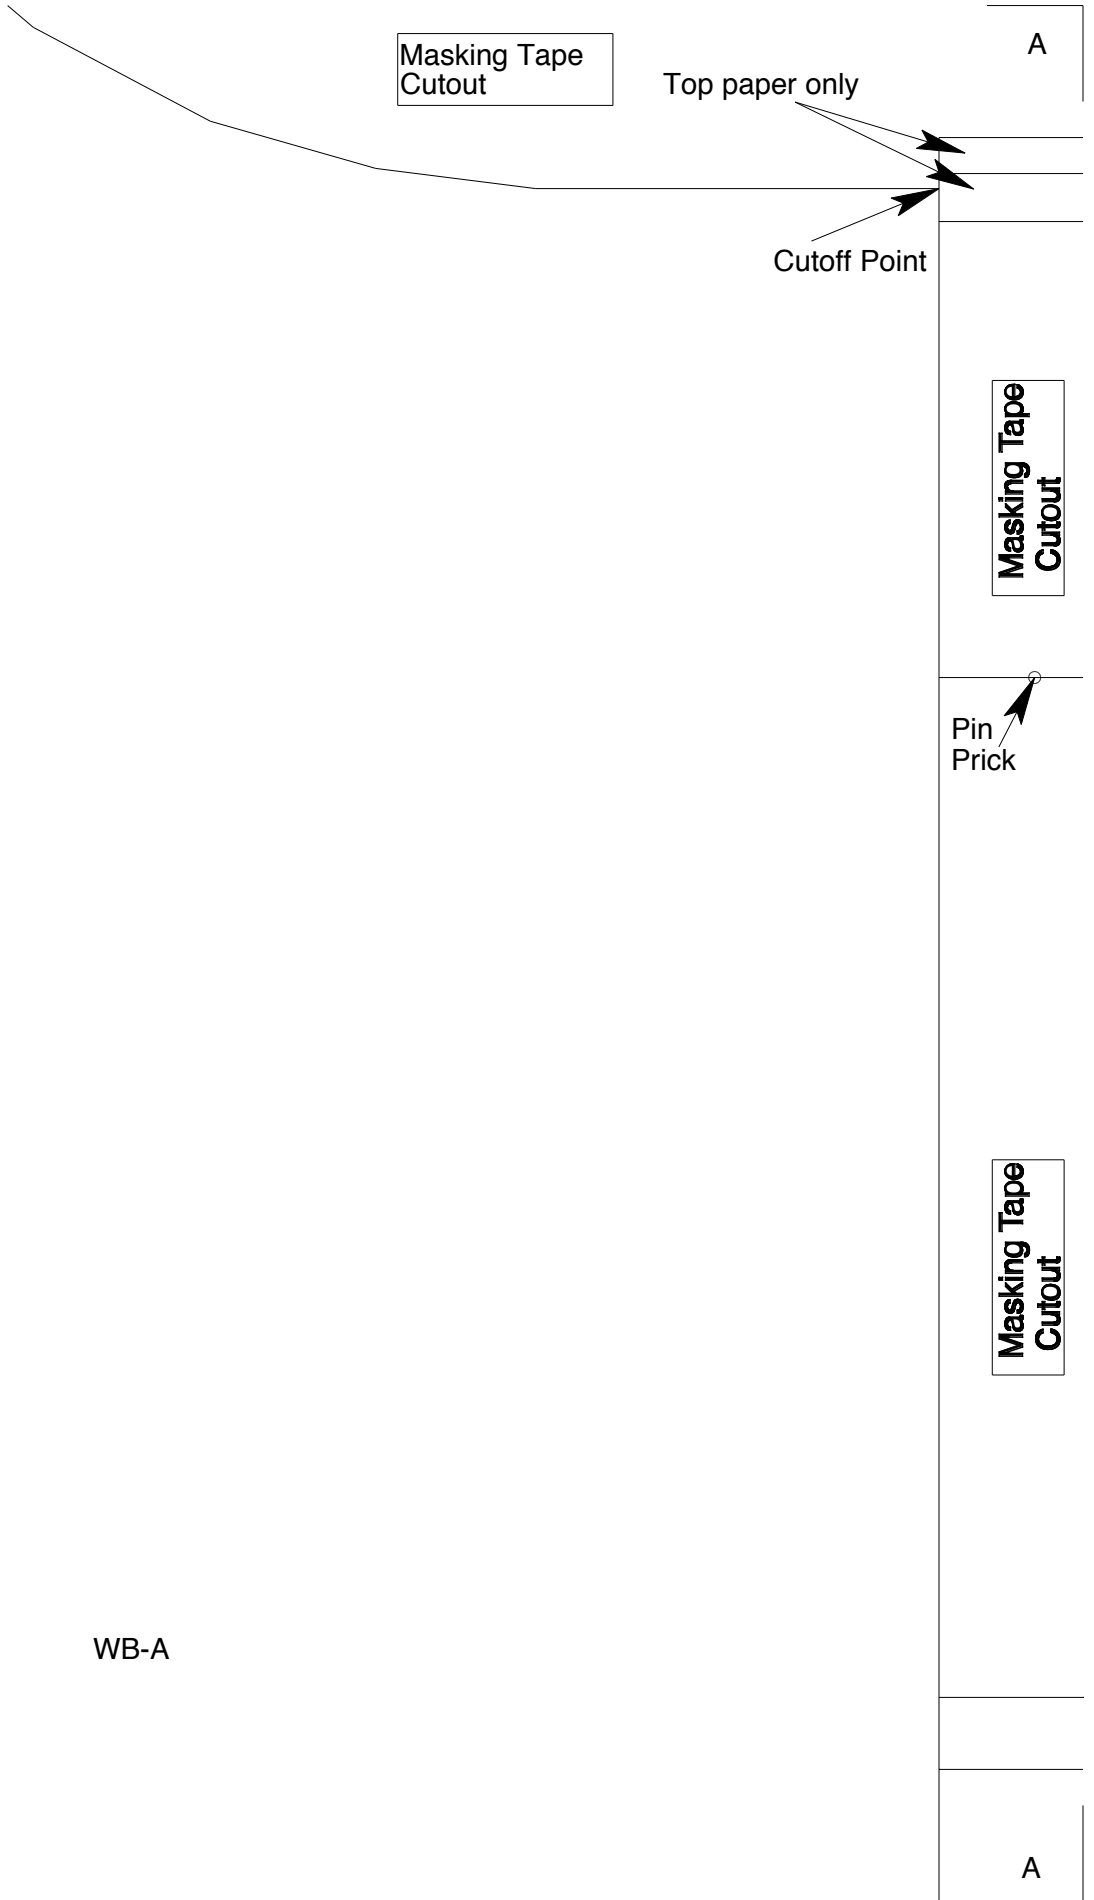 Masking Tape
Cutout
A
Top paper only
Cutoff Point
Masking Tape
Cutout
Pin
Prick
Masking Tape
Cutout
WB-A
A